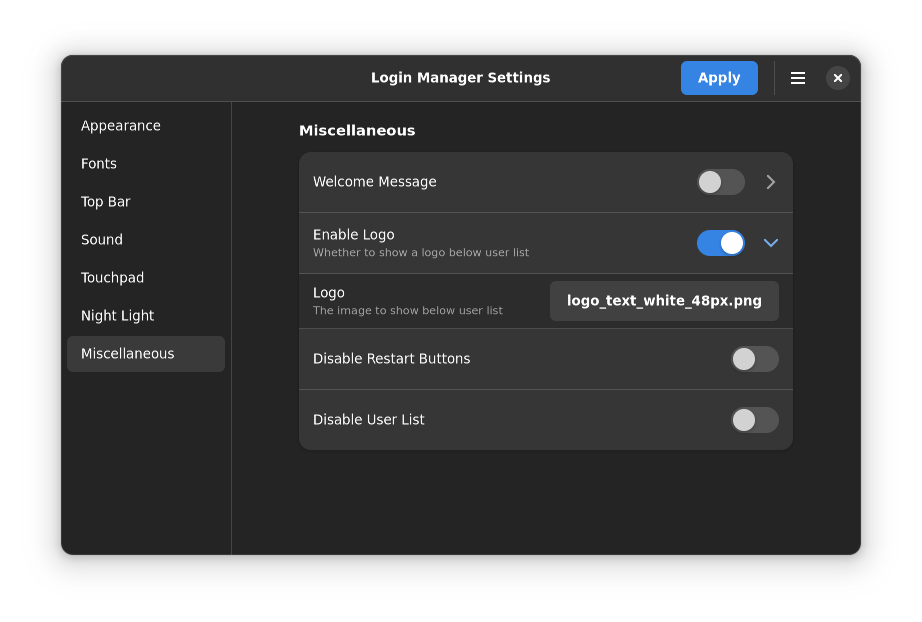 Login Manager Settings
Apply
Appearance
Fonts
Top Bar
Sound
Touchpad
Night Light
Miscellaneous
Miscellaneous
Welcome Message
Enable Logo
Whether to show a logo below user list
Logo
The image to show below user list
logo_text_white_48px.png
Disable Restart Buttons
Disable User List